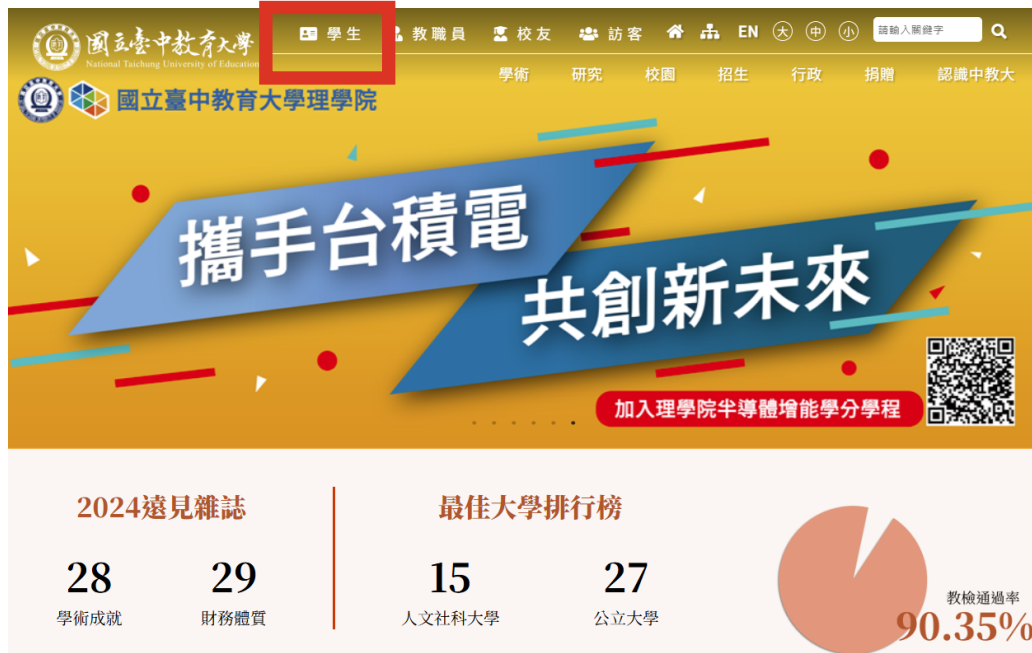 國立臺中教育大學
National Taichung University of Education
學生 教職員 校友 訪客 EN 大 中 小 請輸入關鍵字
學術 研究 校園 招生 行政 捐贈 認識中教大
國立臺中教育大學理學院
攜手台積電
共創新未來
加入理學院半導體增能學分學程
2024遠見雜誌 最佳大學排行榜
28 29 15 27
學術成就 財務體質 人文社科大學 公立大學
教檢通過率
90.35%